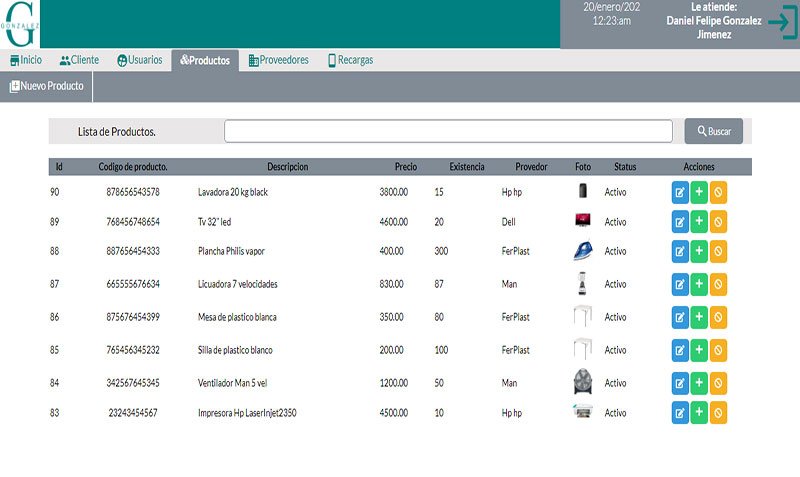 G
GONZALEZ
20/enero/202
12:23:am
Le atiende:
Daniel Felipe Gonzalez
Jimenez
Inicio Cliente Usuarios Productos Proveedores Recargas
Nuevo Producto
Lista de Productos. Buscar
Id Codigo de producto. Descripcion Precio Existencia Provedor Foto Status Acciones
90 878656543578 Lavadora 20 kg black 3800.00 15 Hp hp Activo
89 768456748654 Tv 32" led 4600.00 20 Dell Activo
88 887656454333 Plancha Philis vapor 400.00 300 FerPlast Activo
87 665555676634 Licuadora 7 velocidades 830.00 87 Man Activo
86 875676454399 Mesa de plastico blanca 350.00 80 FerPlast Activo
85 765456345232 Silla de plastico blanco 200.00 100 FerPlast Activo
84 342567645345 Ventilador Man 5 vel 1200.00 50 Man Activo
83 23243454567 Impresora Hp LaserInjet2350 4500.00 10 Hp hp Activo